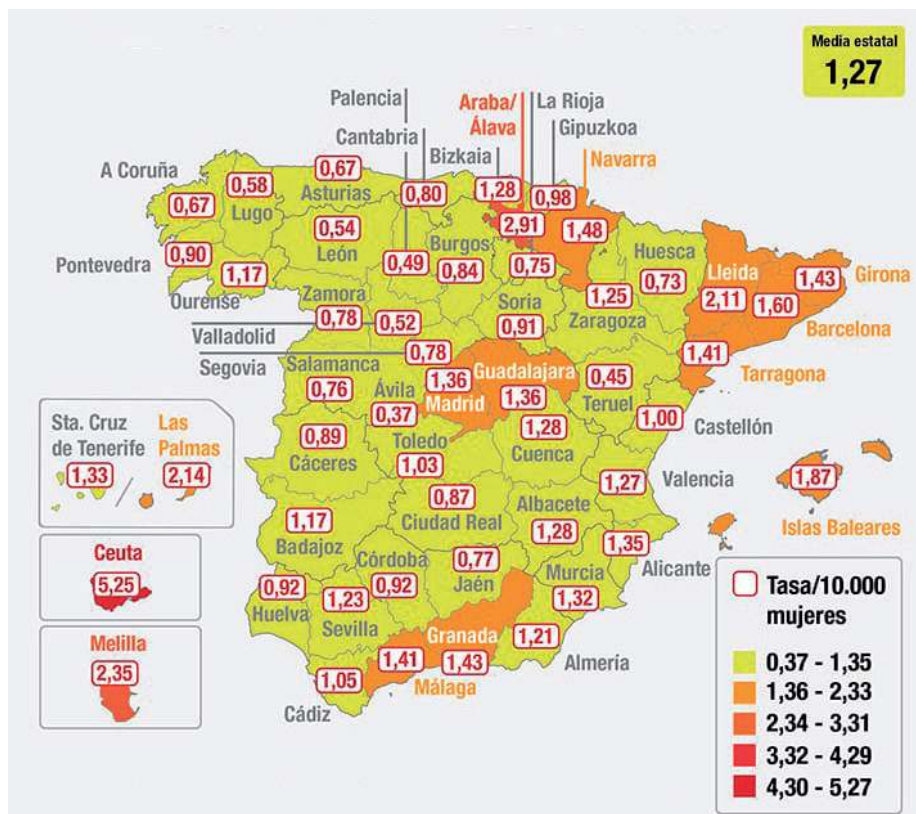 Media estatal
1,27
Palencia
Cantabria
Bizkaia
Araba/
Álava
La Rioja
Gipuzkoa
Navarra
A Coruña
0,67
0,58
Lugo
0,67
Asturias
0,80
1,28
2,91
0,98
1,48
0,90
Pontevedra
1,17
Ourense
0,54
León
0,49
Burgos
0,84
0,75
Huesca
0,73
Lleida
2,11
1,60
1,43
Girona
Barcelona
Zamora
0,78
0,52
Valladolid
Segovia
0,78
Soria
0,91
1,25
Zaragoza
1,41
Tarragona
Salamanca
0,76
Ávila
0,37
1,36
Madrid
Guadalajara
1,36
0,45
Teruel
1,00
Castellón
0,89
Cáceres
Toledo
1,03
1,28
Cuenca
1,27
Valencia
1,87
Islas Baleares
Sta. Cruz
de Tenerife
1,33
Las
Palmas
2,14
1,17
Badajoz
0,87
Ciudad Real
Albacete
1,28
1,35
Alicante
Ceuta
5,25
Melilla
2,35
0,92
Huelva
1,23
Sevilla
Córdoba
0,92
0,77
Jaén
Murcia
1,32
Granada
1,43
1,21
Almería
1,41
Málaga
1,05
Cádiz
Tasa/10.000
mujeres
0,37 - 1,35
1,36 - 2,33
2,34 - 3,31
3,32 - 4,29
4,30 - 5,27